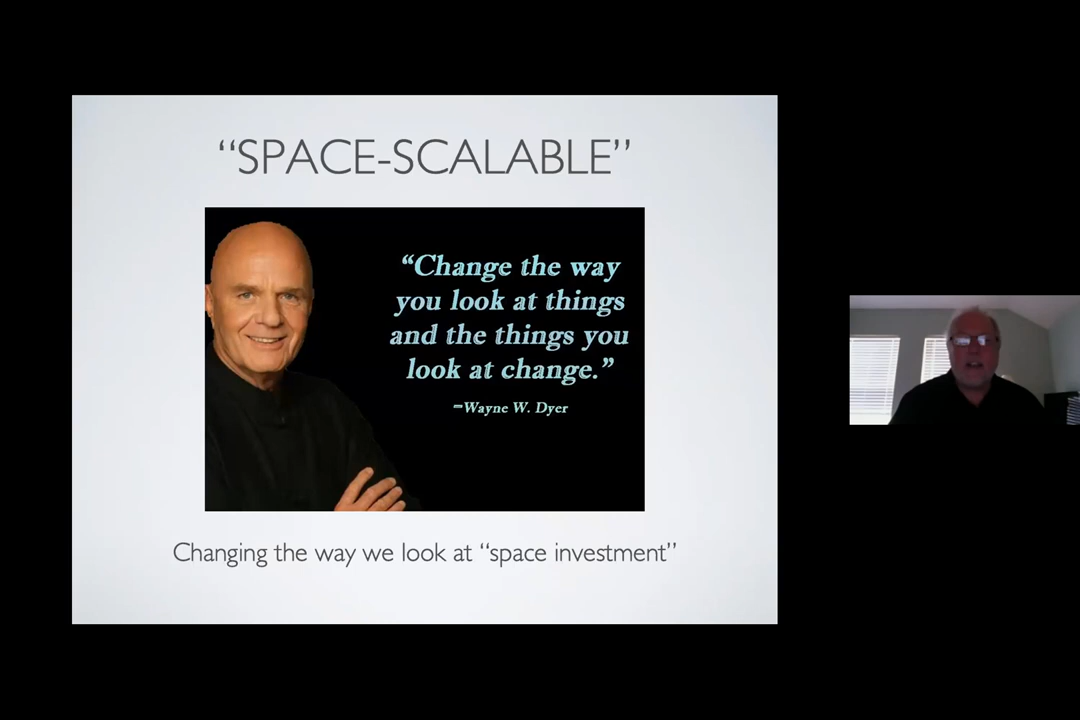 “SPACE-SCALABLE”
“Change the way
you look at things
and the things you
look at change.”
–Wayne W. Dyer
Changing the way we look at “space investment”